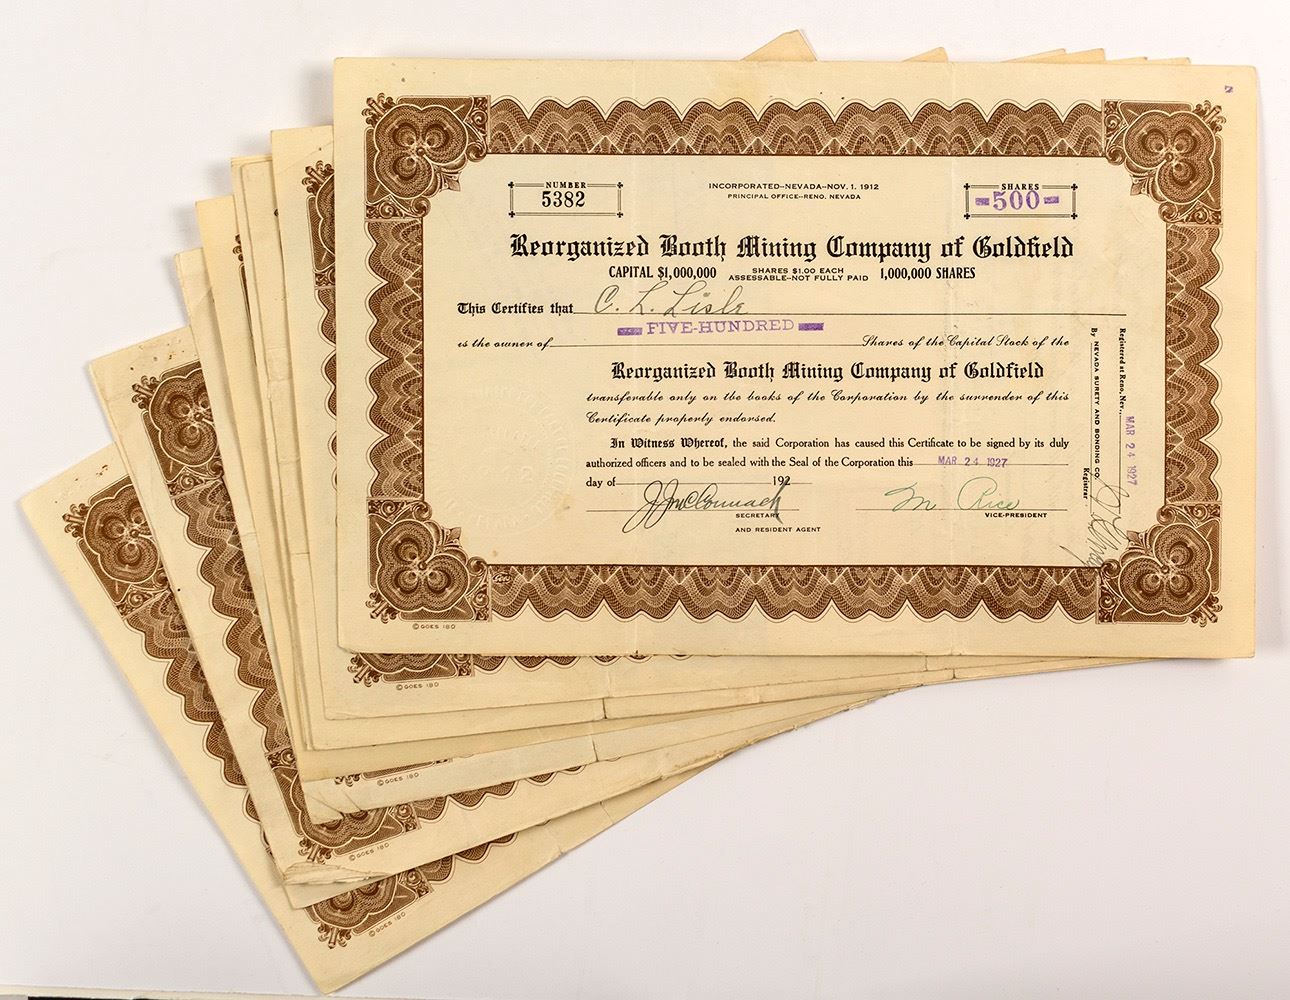 NUMBER
5382
INCORPORATED--NEVADA--NOV. 1. 1912
PRINCIPAL OFFICE--RENO, NEVADA
SHARES
500
Reorganized Booth Mining Company of Goldfield
CAPITAL $1,000,000 SHARES $1.00 EACH 1,000,000 SHARES
ASSESSABLE--NOT FULLY PAID
This Certifies that C. L. Lisle
FIVE-HUNDRED
is the owner of Shares of the Capital Stock of the
Reorganized Booth Mining Company of Goldfield
transferable only on the books of the Corporation by the surrender of this
Certificate properly endorsed.
In Witness Whereof, the said Corporation has caused this Certificate to be signed by its duly
authorized officers and to be sealed with the Seal of the Corporation this MAR 24 1927
day of 192
J J McCormack M Rice
SECRETARY VICE-PRESIDENT
AND RESIDENT AGENT
Registered at Reno, Nev., MAR 24 1927
By NEVADA SURETY AND BONDING CO.
Registrar
© GOES 180
© GOES 180
© GOES 180
© GOES 180
© GOES 180